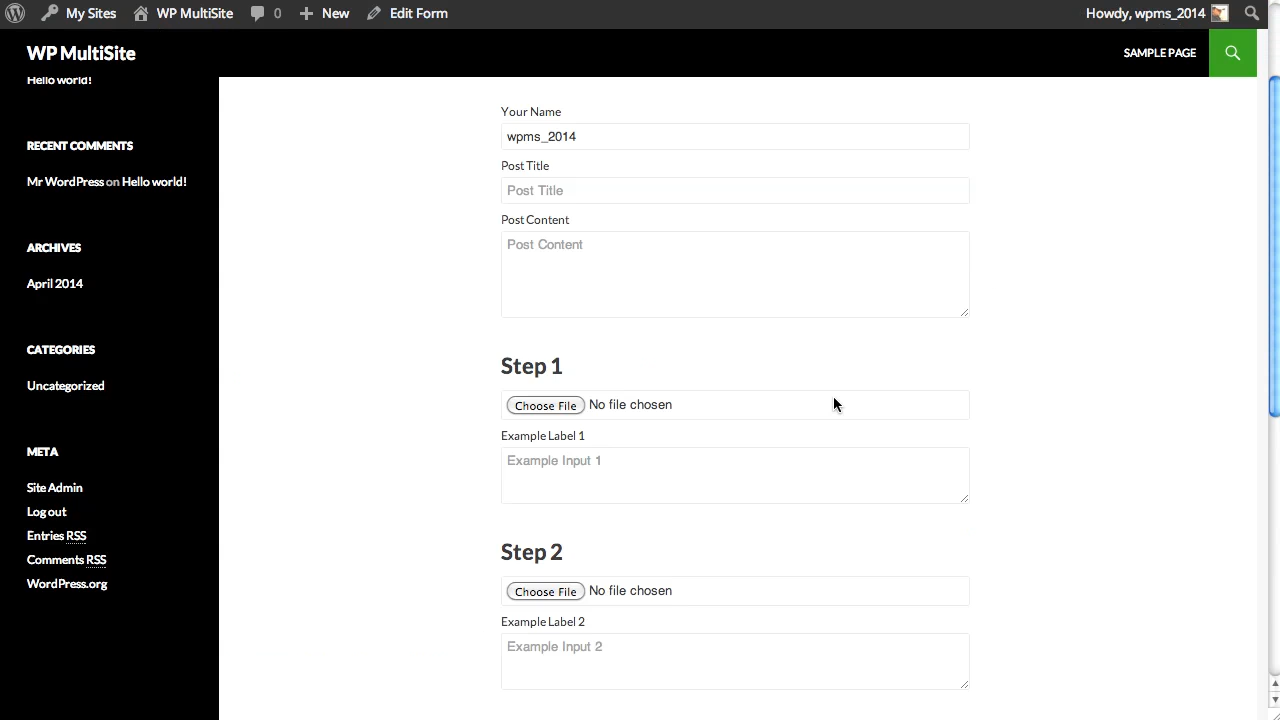 My Sites WP MultiSite 0 New Edit Form Howdy, wpms_2014
WP MultiSite SAMPLE PAGE
Hello world!
RECENT COMMENTS
Mr WordPress on Hello world!
ARCHIVES
April 2014
CATEGORIES
Uncategorized
META
Site Admin
Log out
Entries RSS
Comments RSS
WordPress.org
Your Name
wpms_2014
Post Title
Post Title
Post Content
Post Content
Step 1
Choose File No file chosen
Example Label 1
Example Input 1
Step 2
Choose File No file chosen
Example Label 2
Example Input 2